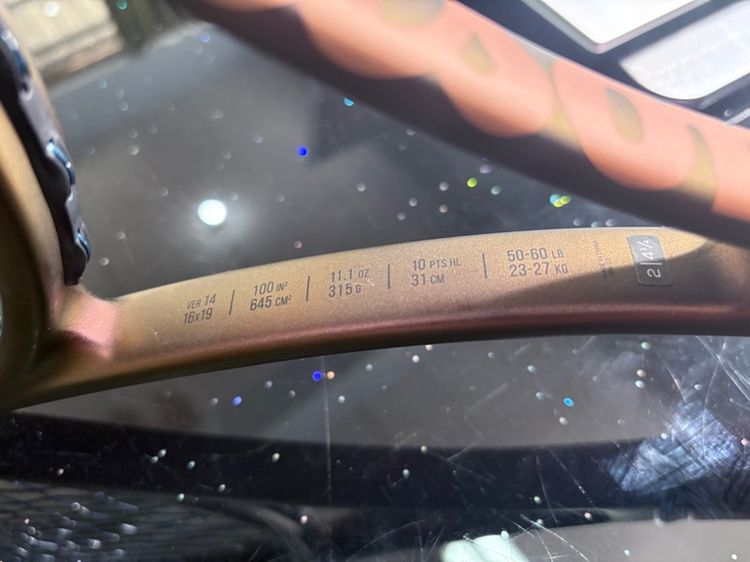 VER 14
16x19
100 IN²
645 CM²
11.1 OZ
315 G
10 PTS HL
31 CM
50-60 LB
23-27 KG
2 | 4 1/4